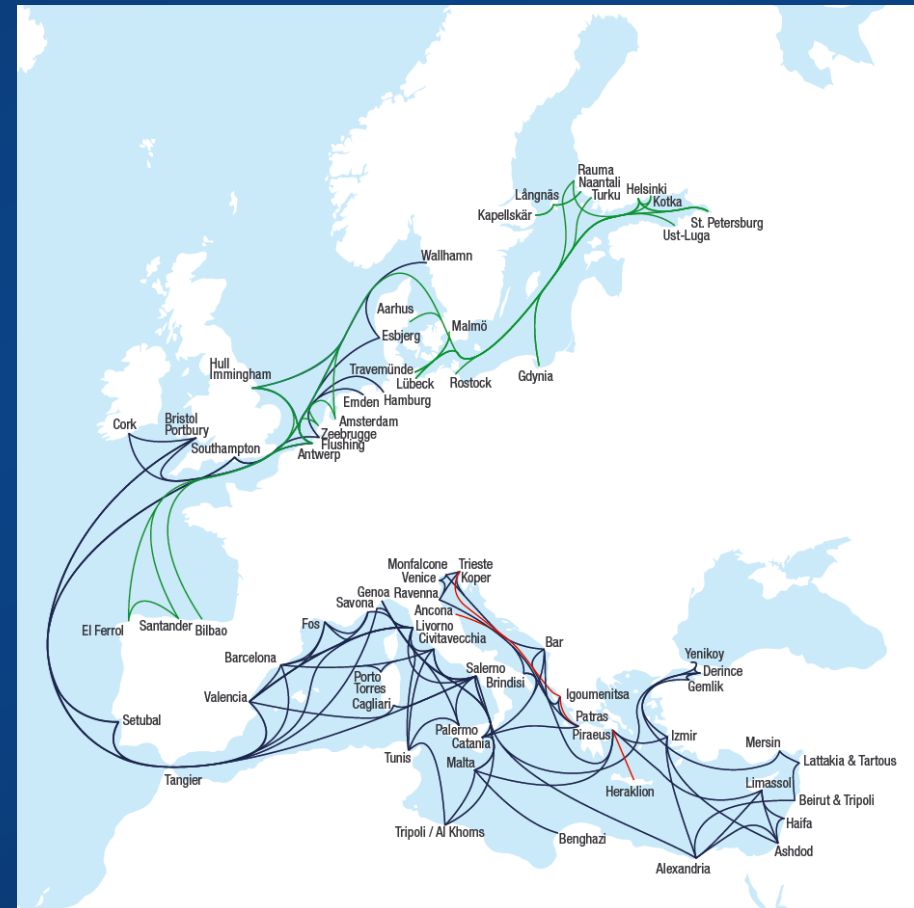 Rauma
Naantali
Långnäs
Turku
Helsinki
Kotka
Kapellskär
St. Petersburg
Ust-Luga
Wallhamn
Aarhus
Malmö
Esbjerg
Hull
Immingham
Travemünde
Lübeck
Rostock
Gdynia
Emden
Hamburg
Amsterdam
Cork
Bristol
Portbury
Zeebrugge
Flushing
Southampton
Antwerp
El Ferrol
Santander
Bilbao
Monfalcone
Trieste
Venice
Koper
Genoa
Ravenna
Savona
Ancona
Fos
Livorno
Civitavecchia
Bar
Barcelona
Yenikoy
Derince
Gemlik
Porto
Torres
Salerno
Brindisi
Valencia
Cagliari
Igoumenitsa
Setubal
Patras
Palermo
Piraeus
Izmir
Catania
Mersin
Tunis
Malta
Lattakia & Tartous
Tangier
Limassol
Heraklion
Beirut & Tripoli
Haifa
Tripoli / Al Khoms
Benghazi
Ashdod
Alexandria